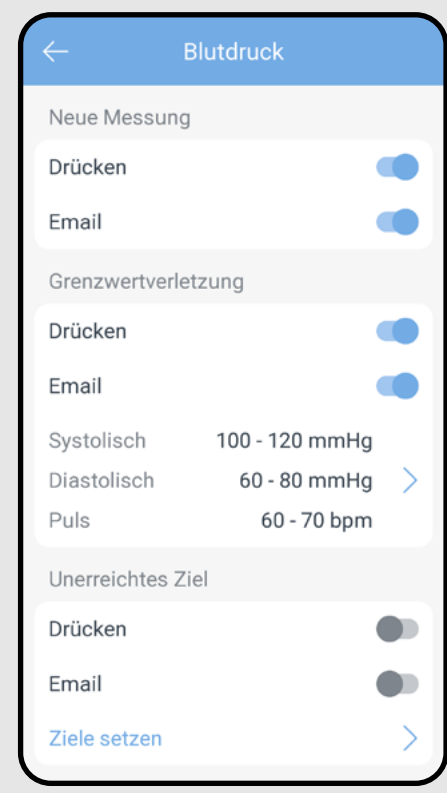 Blutdruck
Neue Messung
Drücken
Email
Grenzwertverletzung
Drücken
Email
Systolisch 100 - 120 mmHg
Diastolisch 60 - 80 mmHg
Puls 60 - 70 bpm
Unerreichtes Ziel
Drücken
Email
Ziele setzen